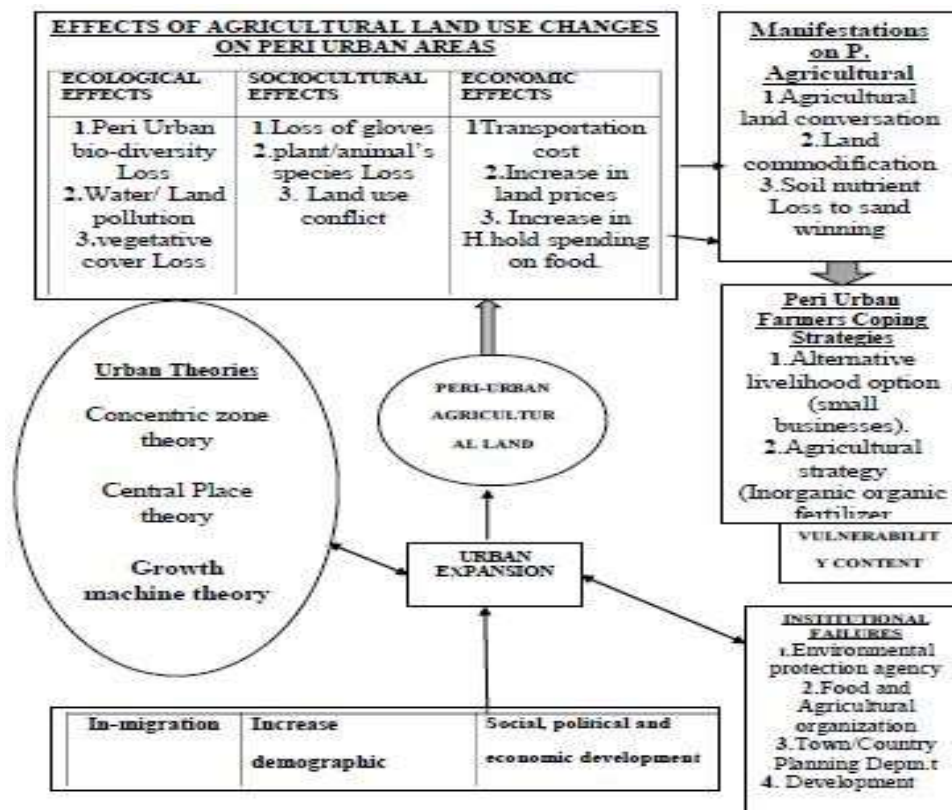 EFFECTS OF AGRICULTURAL LAND USE CHANGES
ON PERI URBAN AREAS
ECOLOGICAL
EFFECTS
1.Peri Urban
bio-diversity
Loss
2.Water/ Land
pollution
3.vegetative
cover Loss
SOCIOCULTURAL
EFFECTS
1.Loss of gloves
2.plant/animal's
species Loss
3. Land use
conflict
ECONOMIC
EFFECTS
1Transportation
cost
2.Increase in
land prices
3. Increase in
H.hold spending
on food.
Manifestations
on P.
Agricultural
1.Agricultural
land conversation
2.Land
commodification
3.Soil nutrient
Loss to sand
winning
Peri Urban
Farmers Coping
Strategies
1.Alternative
livelihood option
(small
businesses).
2.Agricultural
strategy
(Inorganic organic
fertilizer
VULNERABILIT
Y CONTENT
Urban Theories
Concentric zone
theory
Central Place
theory
Growth
machine theory
PERI-URBAN
AGRICULTUR
AL LAND
URBAN
EXPANSION
INSTITUTIONAL
FAILURES
1.Environmental
protection agency
2.Food and
Agricultural
organization
3.Town/Country
Planning Depm.t
4. Development
In-migration
Increase
demographic
Social, political and
economic development